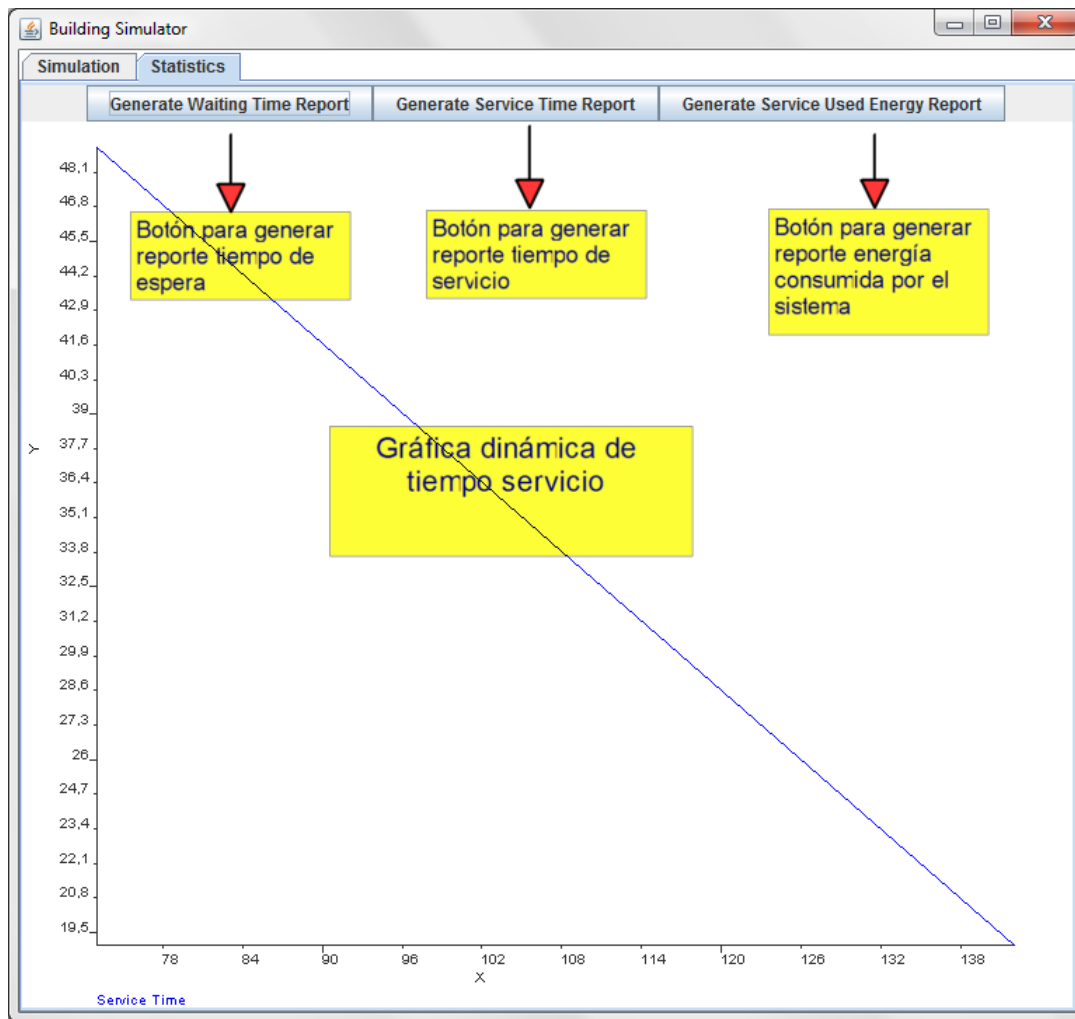 Building Simulator
Simulation
Statistics
Generate Waiting Time Report
Generate Service Time Report
Generate Service Used Energy Report
Botón para generar
reporte tiempo de
espera
Botón para generar
reporte tiempo de
servicio
Botón para generar
reporte energía
consumida por el
sistema
Gráfica dinámica de
tiempo servicio
48,1
46,8
45,5
44,2
42,9
41,6
40,3
39
37,7
36,4
35,1
33,8
32,5
31,2
29,9
28,6
27,3
26
24,7
23,4
22,1
20,8
19,5
Y
78
84
90
96
102
108
114
120
126
132
138
X
Service Time